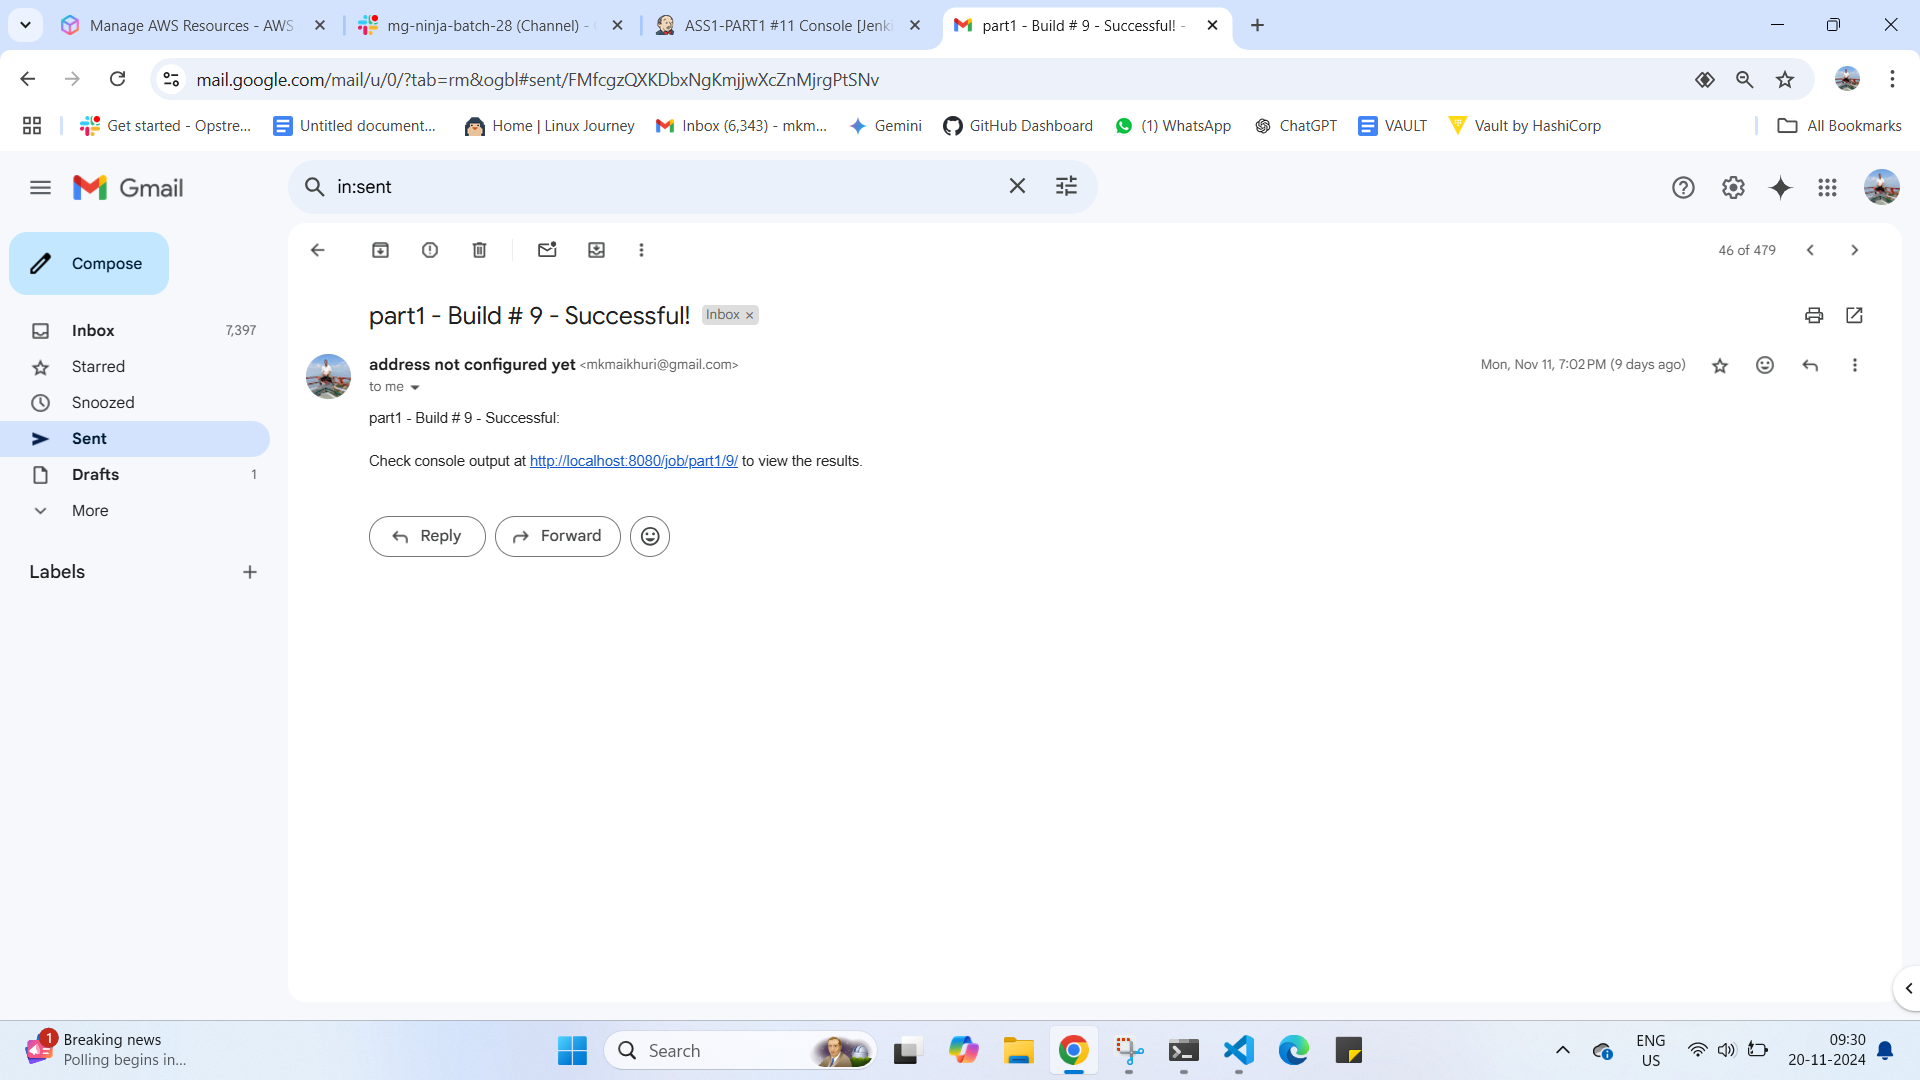 Manage AWS Resources - AWS
mg-ninja-batch-28 (Channel) -
ASS1-PART1 #11 Console [Jenki
part1 - Build # 9 - Successful! -
mail.google.com/mail/u/0/?tab=rm&ogbl#sent/FMfcgzQXKDbxNgKmjjwXcZnMjrgPtSNv
Get started - Opstre...
Untitled document...
Home | Linux Journey
Inbox (6,343) - mkm...
Gemini
GitHub Dashboard
(1) WhatsApp
ChatGPT
VAULT
Vault by HashiCorp
All Bookmarks
Gmail
in:sent
Compose
46 of 479
Inbox 7,397
Starred
Snoozed
Sent
Drafts 1
More
Labels
part1 - Build # 9 - Successful! Inbox ×
address not configured yet <mkmaikhuri@gmail.com>
Mon, Nov 11, 7:02 PM (9 days ago)
to me
part1 - Build # 9 - Successful:
Check console output at http://localhost:8080/job/part1/9/ to view the results.
Reply
Forward
1
Breaking news
Polling begins in...
Search
ENG
US
09:30
20-11-2024